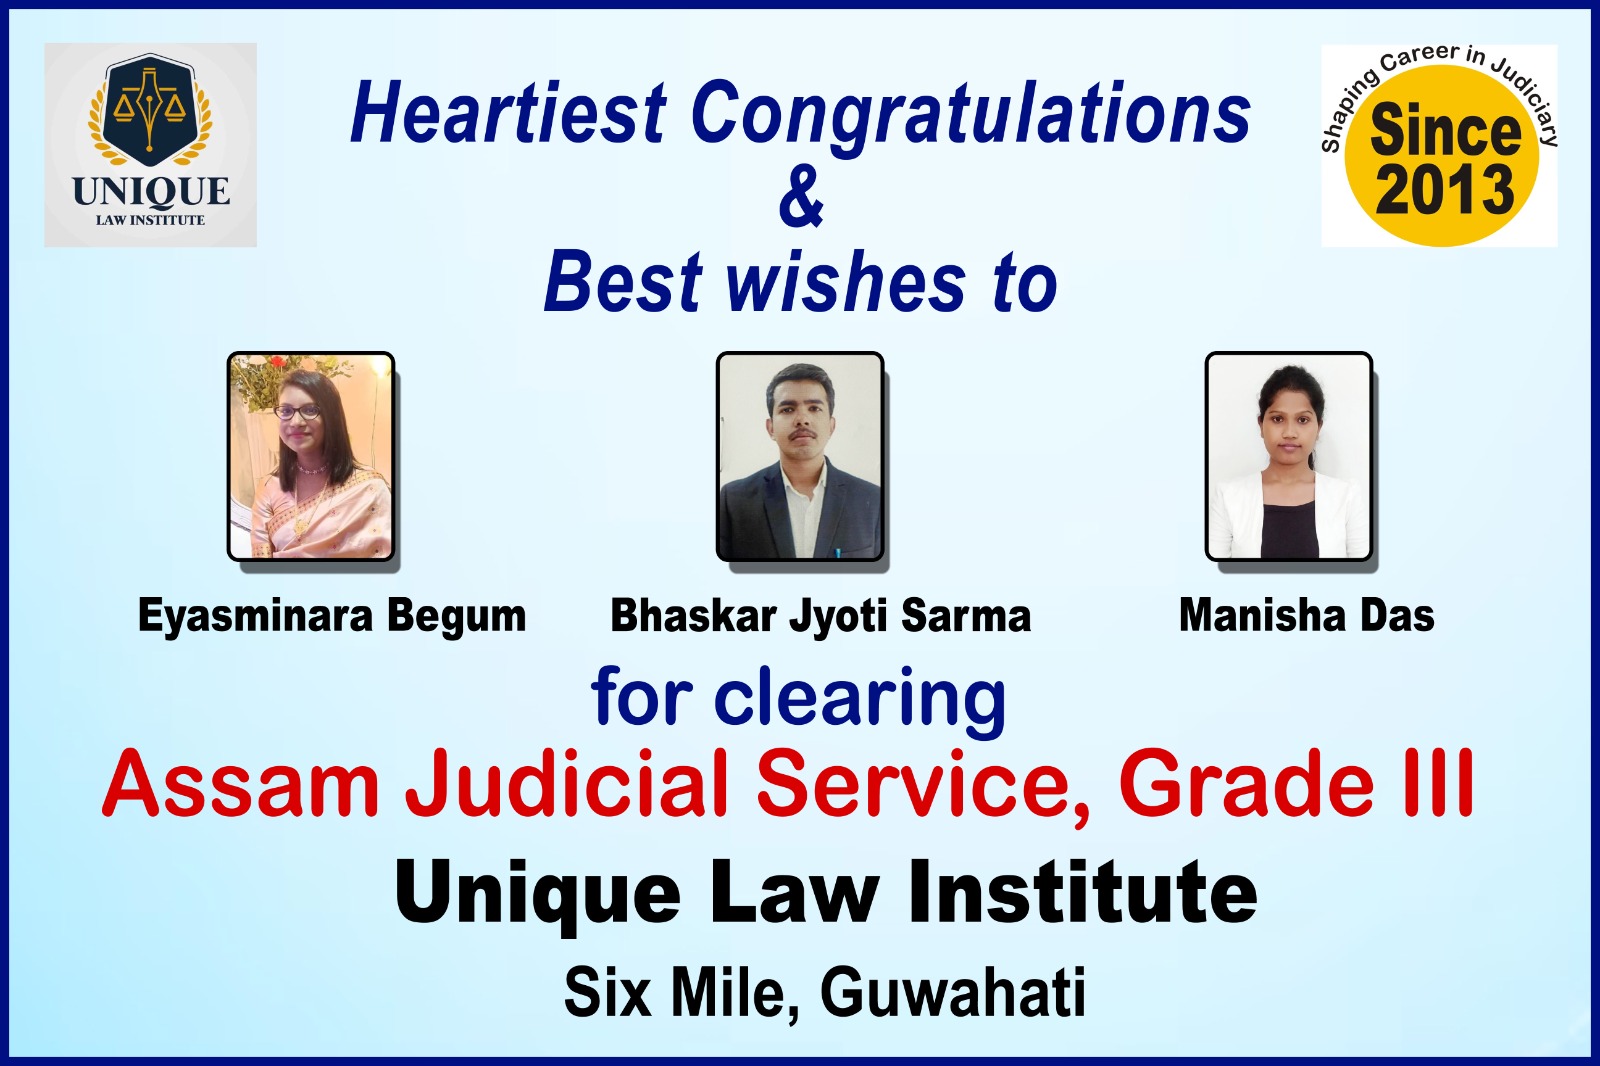 UNIQUE
LAW INSTITUTE
Heartiest Congratulations
&
Best wishes to
Shaping Career in Judiciary
Since
2013
Eyasminara Begum
Bhaskar Jyoti Sarma
Manisha Das
for clearing
Assam Judicial Service, Grade III
Unique Law Institute
Six Mile, Guwahati